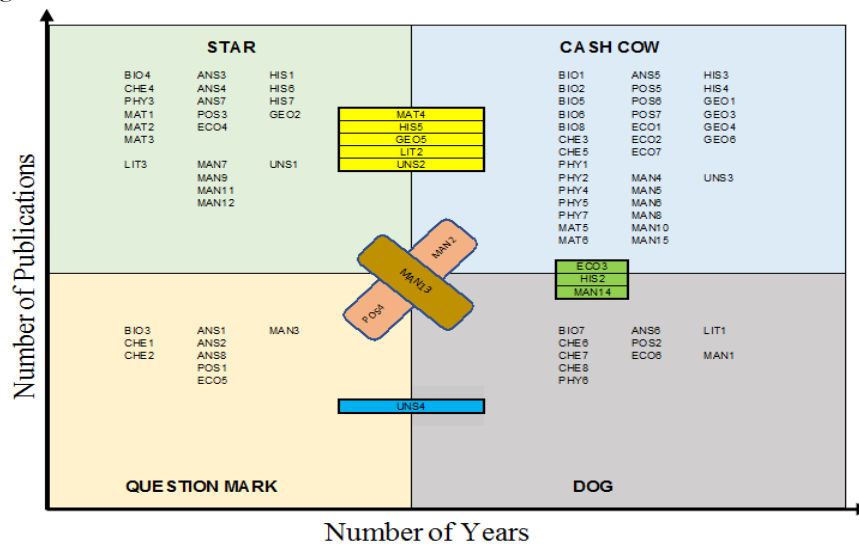 STAR
BIO4 ANS3 HIS1
CHE4 ANS4 HIS6
PHY3 ANS7 HIS7
MAT1 POS3 GEO2
MAT2 ECO4
MAT3
LIT3 MAN7 UNS1
MAN9
MAN11
MAN12
CASH COW
BIO1 ANS5 HIS3
BIO2 POS5 HIS4
BIO5 POS6 GEO1
BIO6 POS7 GEO3
BIO8 ECO1 GEO4
CHE3 ECO2 GEO6
CHE5 ECO7
PHY1
PHY2 MAN4 UNS3
PHY4 MAN5
PHY5 MAN6
PHY7 MAN8
MAT5 MAN10
MAT6 MAN15
MAT4
HIS5
GEO5
LIT2
UNS2
MAN2
MAN13
POS4
ECO3
HIS2
MAN14
BIO3 ANS1 MAN3
CHE1 ANS2
CHE2 ANS8
POS1
ECO5
QUESTION MARK
BIO7 ANS6 LIT1
CHE6 POS2
CHE7 ECO6 MAN1
CHE8
PHY6
DOG
UNS4
Number of Publications
Number of Years